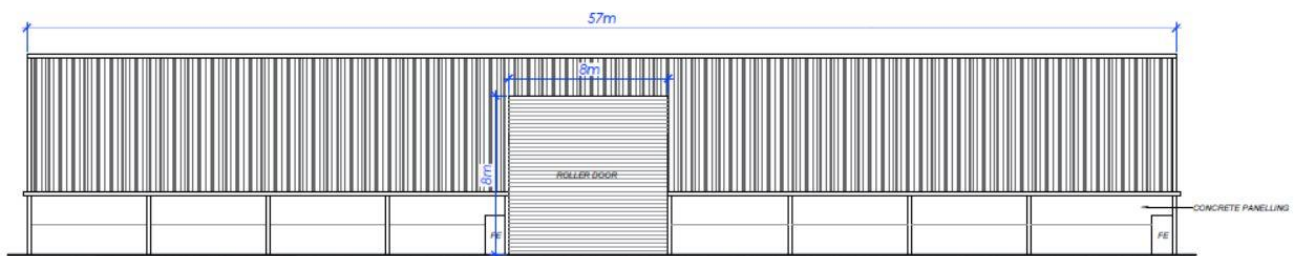 57m
8m
8m
ROLLER DOOR
CONCRETE PANELLING
FE
FE